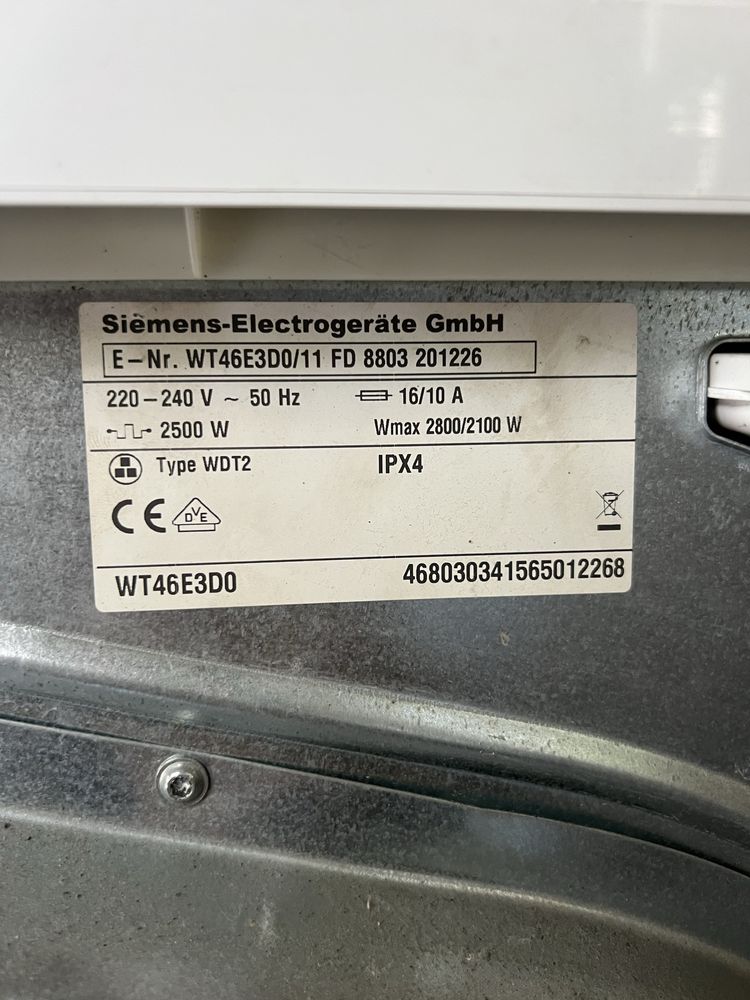 Siemens-Electrogeräte GmbH
E-Nr. WT46E3D0/11 FD 8803 201226
220-240 V ~ 50 Hz 16/10 A
2500 W Wmax 2800/2100 W
Type WDT2 IPX4
CE DVE
WT46E3D0 468030341565012268